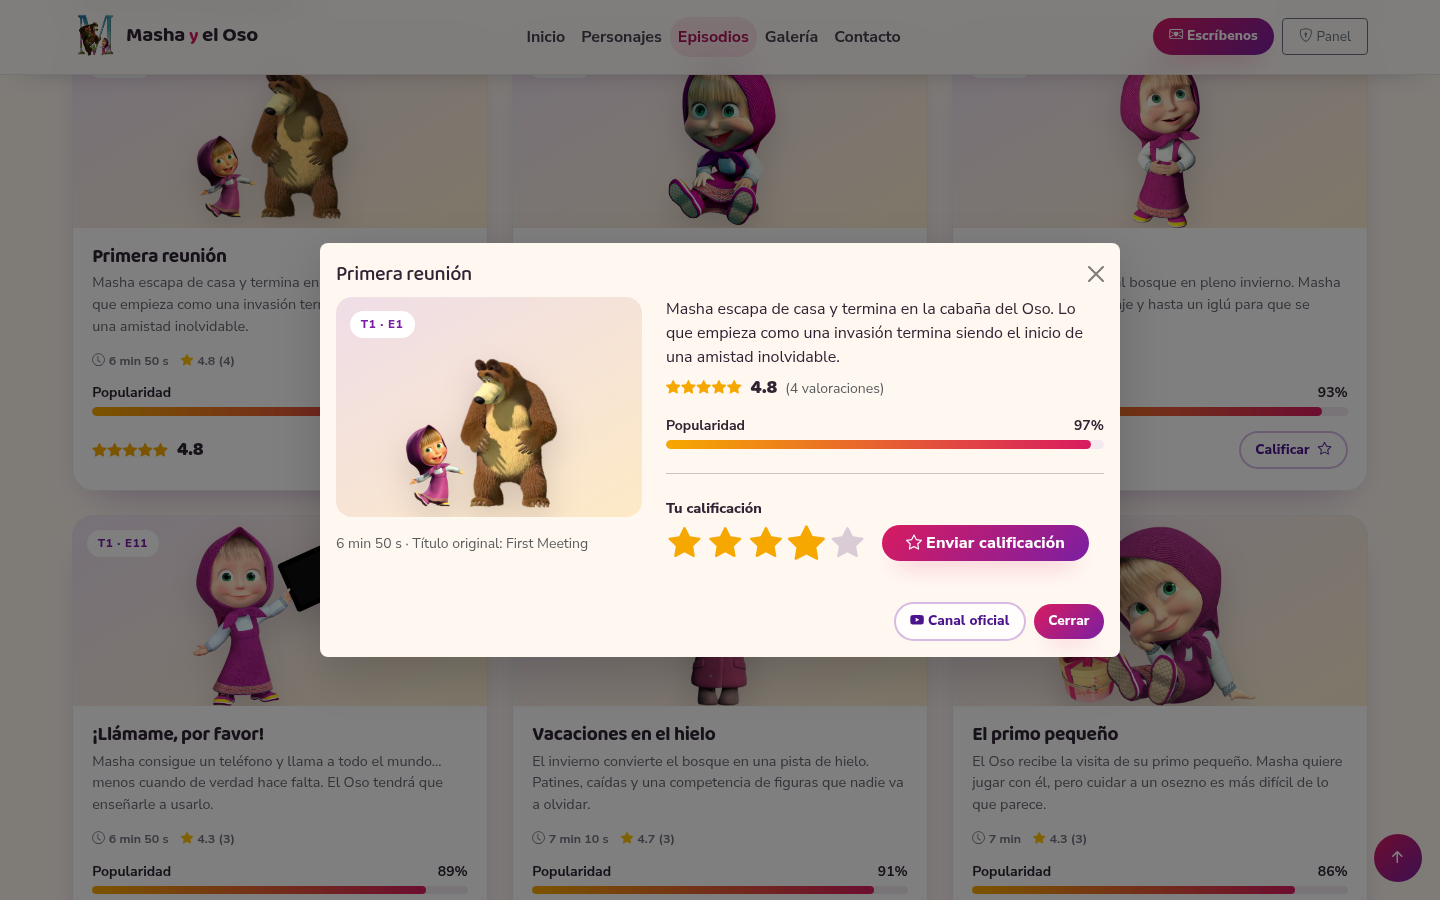 Masha y el Oso
Inicio
Personajes
Episodios
Galería
Contacto
Escríbenos
Panel
Primera reunión
Masha escapa de casa y termina en
que empieza como una invasión
una amistad inolvidable.
6 min 50 s
4.8 (4)
Popularidad
4.8
bosque en pleno invierno. Masha
y hasta un iglú para que se
93%
Calificar
Primera reunión
T1 · E1
6 min 50 s · Título original: First Meeting
Masha escapa de casa y termina en la cabaña del Oso. Lo
que empieza como una invasión termina siendo el inicio de
una amistad inolvidable.
4.8 (4 valoraciones)
Popularidad 97%
Tu calificación
Enviar calificación
Canal oficial
Cerrar
T1 · E11
¡Llámame, por favor!
Masha consigue un teléfono y llama a todo el mundo...
menos cuando de verdad hace falta. El Oso tendrá que
enseñarle a usarlo.
6 min 50 s
4.3 (3)
Popularidad 89%
Vacaciones en el hielo
El invierno convierte el bosque en una pista de hielo.
Patines, caídas y una competencia de figuras que nadie va
a olvidar.
7 min 10 s
4.7 (3)
Popularidad 91%
El primo pequeño
El Oso recibe la visita de su primo pequeño. Masha quiere
jugar con él, pero cuidar a un osezno es más difícil de lo
que parece.
7 min
4.3 (3)
Popularidad 86%